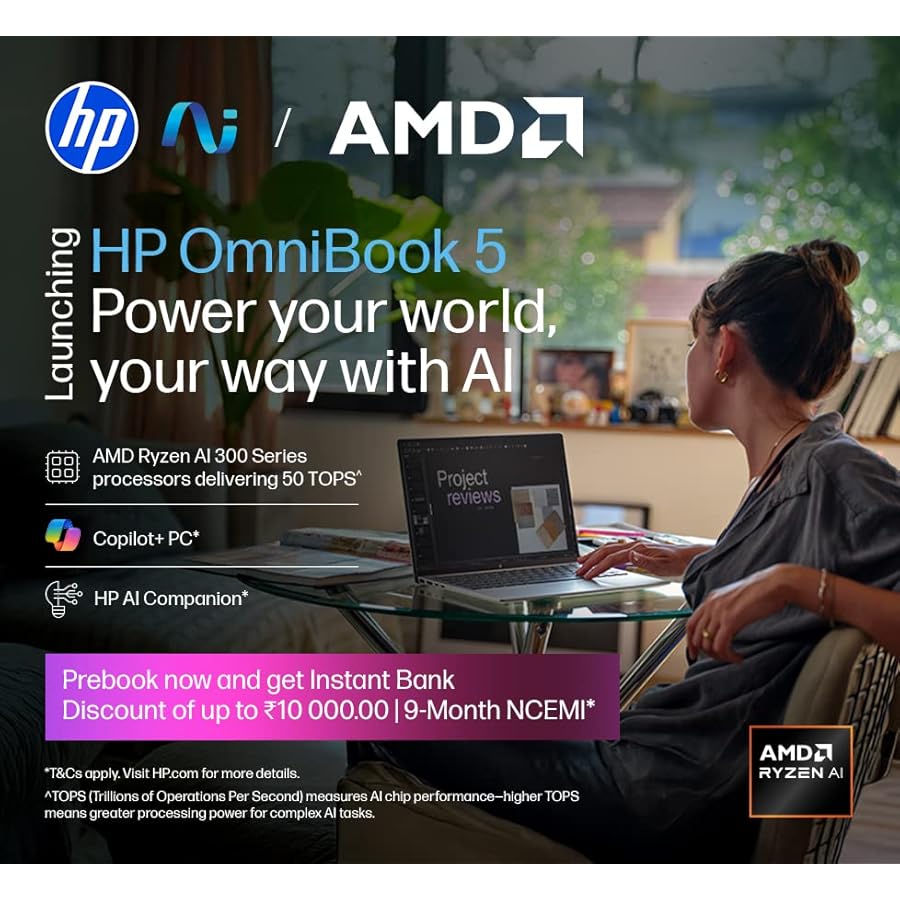 hp Ai / AMD
Launching
HP OmniBook 5
Power your world,
your way with AI
AMD Ryzen AI 300 Series
processors delivering 50 TOPS^
Copilot+ PC*
HP AI Companion*
Project
reviews
Prebook now and get Instant Bank
Discount of up to ₹10 000.00 | 9-Month NCEMI*
AMD
RYZEN AI
*T&Cs apply. Visit HP.com for more details.
^TOPS (Trillions of Operations Per Second) measures AI chip performance—higher TOPS
means greater processing power for complex AI tasks.